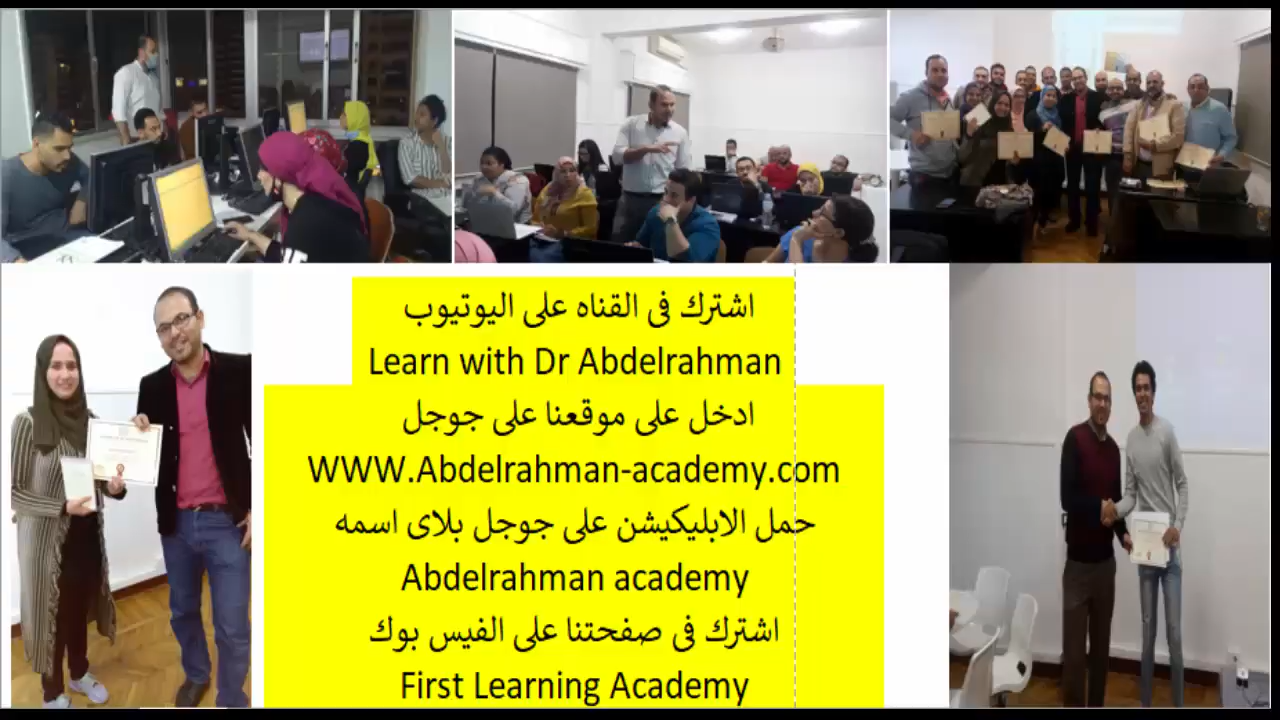 اشترك فى القناه على اليوتيوب
Learn with Dr Abdelrahman
ادخل على موقعنا على جوجل
WWW.Abdelrahman-academy.com
حمل الابليكيشن على جوجل بلاى اسمه
Abdelrahman academy
اشترك فى صفحتنا على الفيس بوك
First Learning Academy